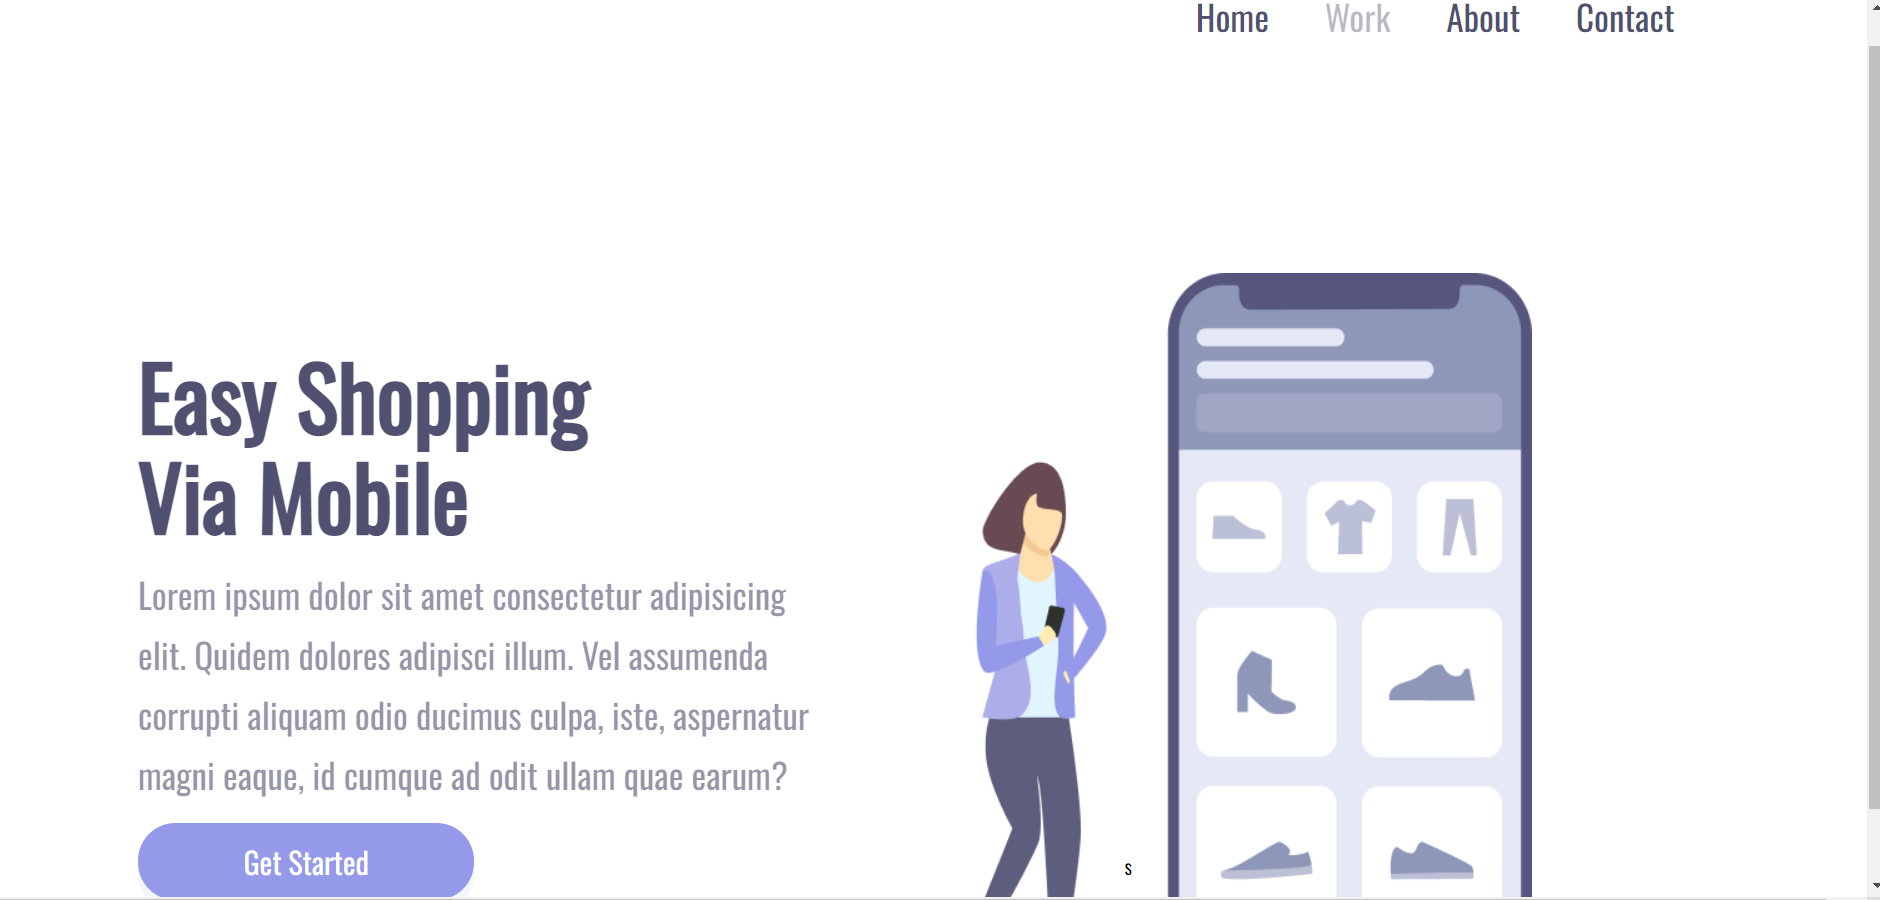 Home Work About Contact
Easy Shopping
Via Mobile
Lorem ipsum dolor sit amet consectetur adipisicing
elit. Quidem dolores adipisci illum. Vel assumenda
corrupti aliquam odio ducimus culpa, iste, aspernatur
magni eaque, id cumque ad odit ullam quae earum?
Get Started
s